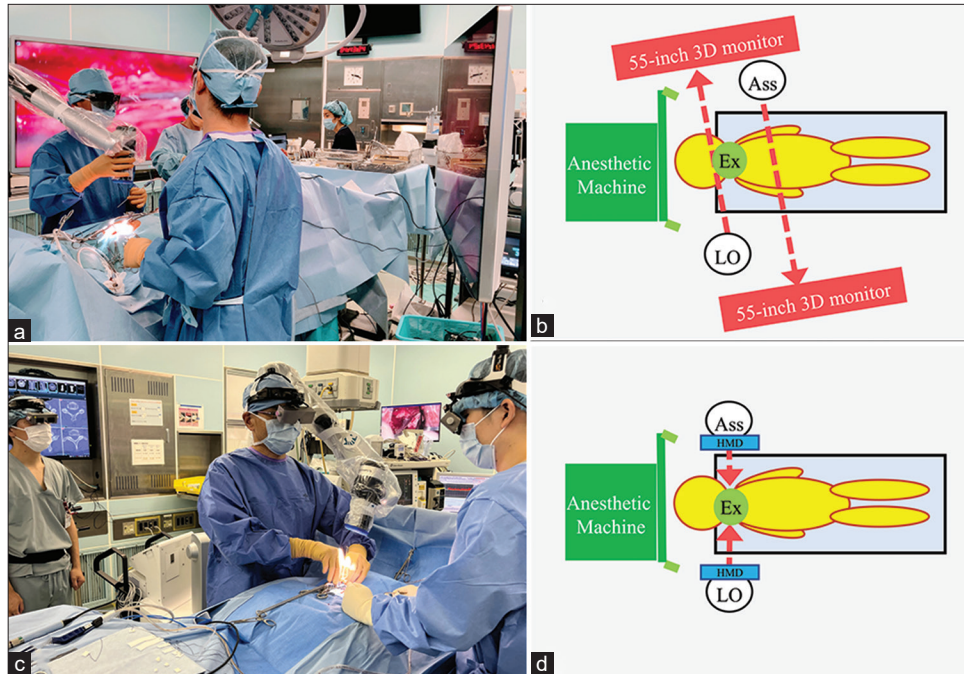 a
55-inch 3D monitor
Ass
Anesthetic
Machine
Ex
LO
55-inch 3D monitor
b
c
Ass
HMD
Anesthetic
Machine
Ex
HMD
LO
d